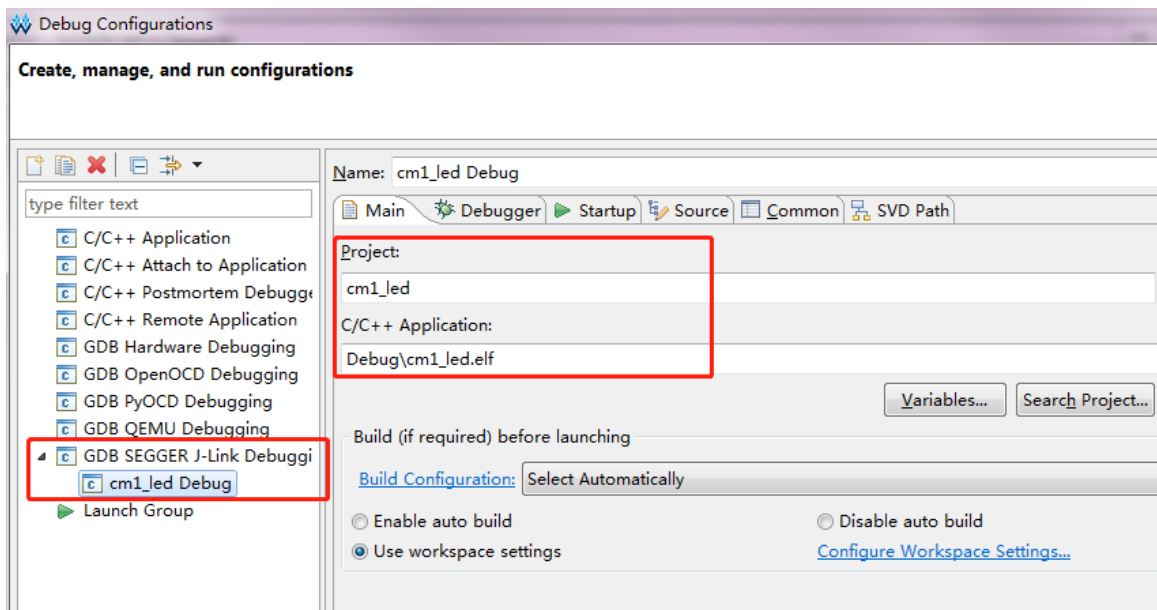 Debug Configurations
Create, manage, and run configurations
type filter text
C/C++ Application
C/C++ Attach to Application
C/C++ Postmortem Debugge
C/C++ Remote Application
GDB Hardware Debugging
GDB OpenOCD Debugging
GDB PyOCD Debugging
GDB QEMU Debugging
GDB SEGGER J-Link Debuggi
cm1_led Debug
Launch Group
Name: cm1_led Debug
Main Debugger Startup Source Common SVD Path
Project:
cm1_led
C/C++ Application:
Debug\cm1_led.elf
Variables... Search Project...
Build (if required) before launching
Build Configuration: Select Automatically
Enable auto build Disable auto build
Use workspace settings Configure Workspace Settings...